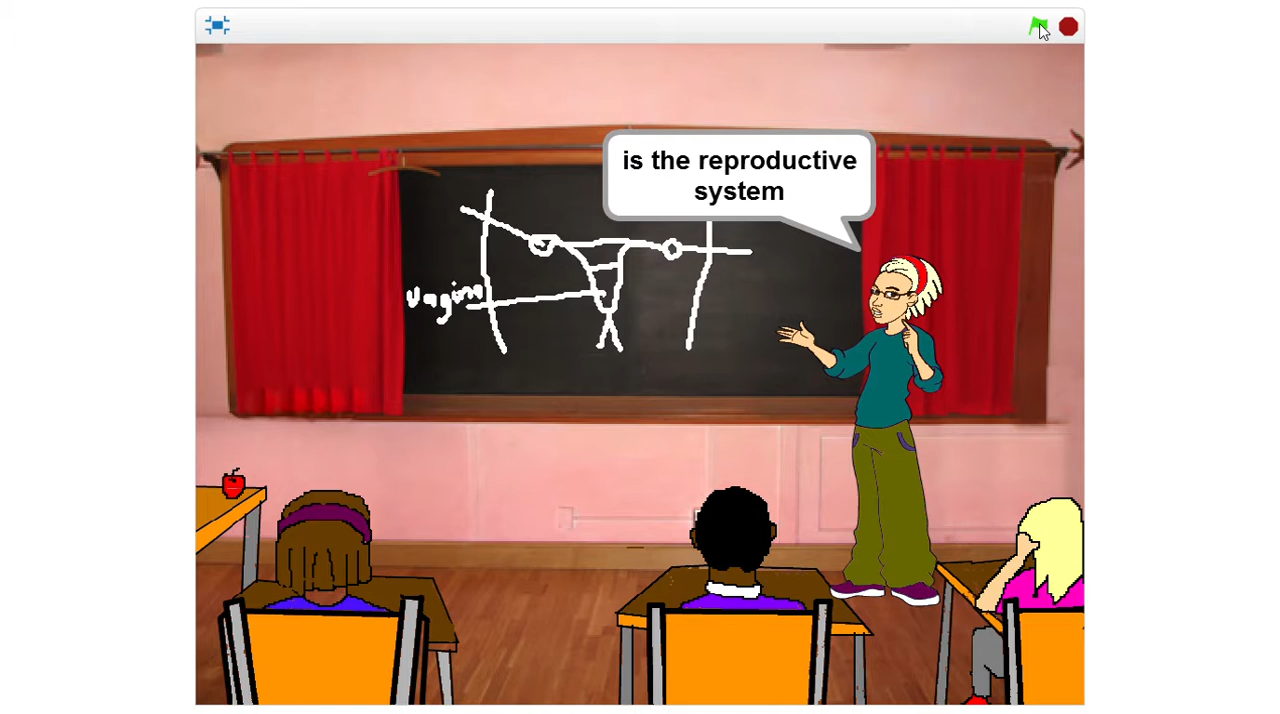 is the reproductive
system
vagina